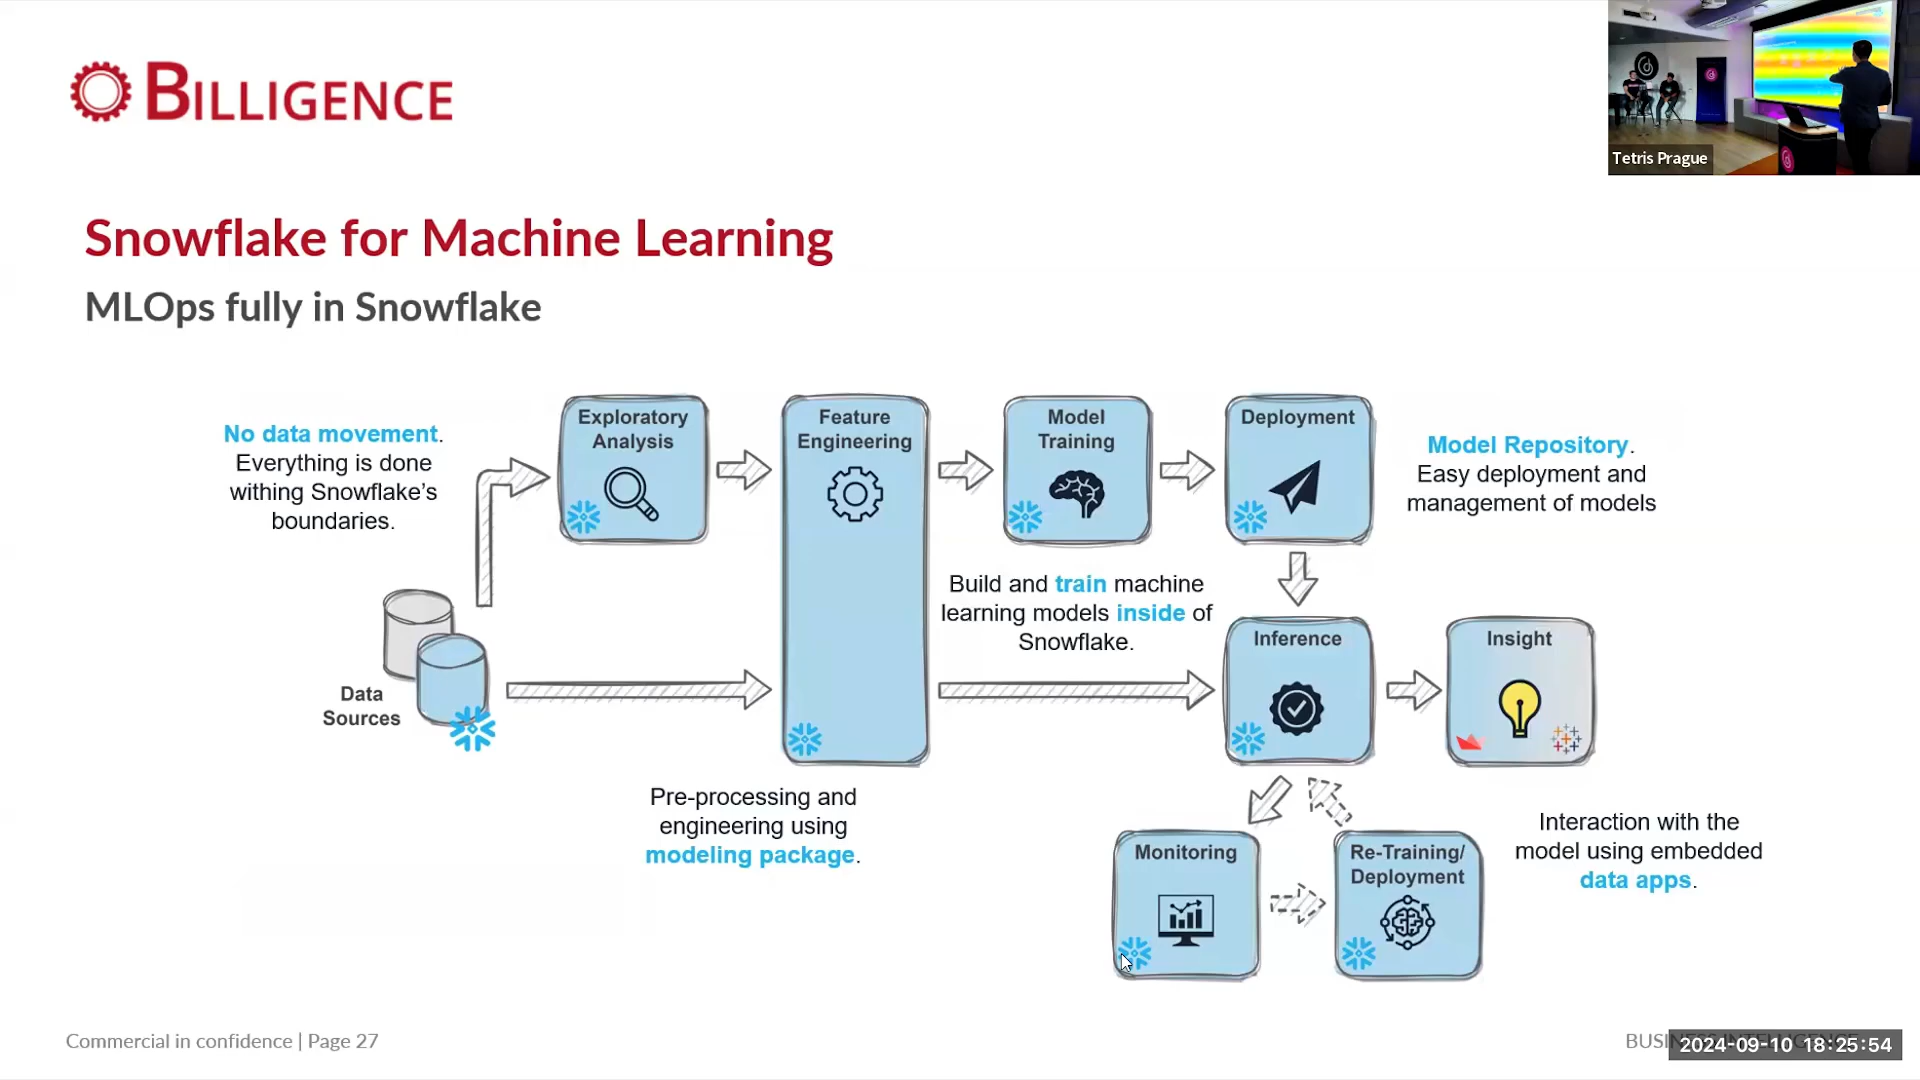 BILLIGENCE
Tetris Prague
Snowflake for Machine Learning
MLOps fully in Snowflake
No data movement.
Everything is done
withing Snowflake's
boundaries.
Exploratory
Analysis
Feature
Engineering
Model
Training
Deployment
Model Repository.
Easy deployment and
management of models
Build and train machine
learning models inside of
Snowflake.
Data
Sources
Inference
Insight
Pre-processing and
engineering using
modeling package.
Monitoring
Re-Training/
Deployment
Interaction with the
model using embedded
data apps.
Commercial in confidence | Page 27
2024-09-10 18:25:54